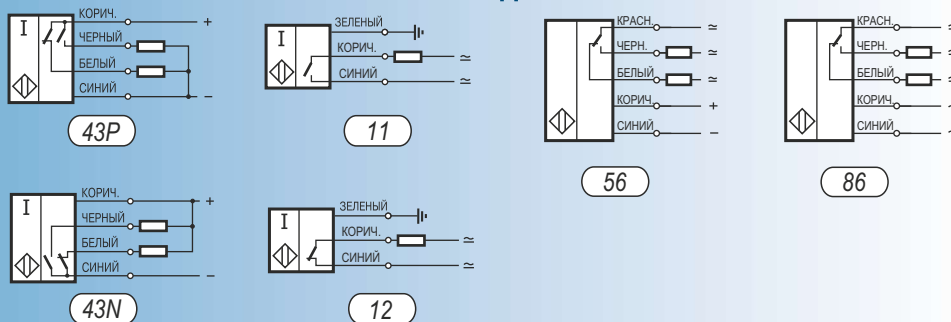 I
КОРИЧ.
+
ЧЕРНЫЙ
БЕЛЫЙ
СИНИЙ
–
43P
I
ЗЕЛЕНЫЙ
КОРИЧ.
≃
СИНИЙ
≃
11
КРАСН.
≃
ЧЕРН.
≃
БЕЛЫЙ
≃
КОРИЧ.
+
СИНИЙ
–
56
КРАСН.
ЧЕРН.
БЕЛЫЙ
КОРИЧ.
СИНИЙ
86
I
КОРИЧ.
+
ЧЕРНЫЙ
БЕЛЫЙ
СИНИЙ
–
43N
I
ЗЕЛЕНЫЙ
КОРИЧ.
≃
СИНИЙ
≃
12